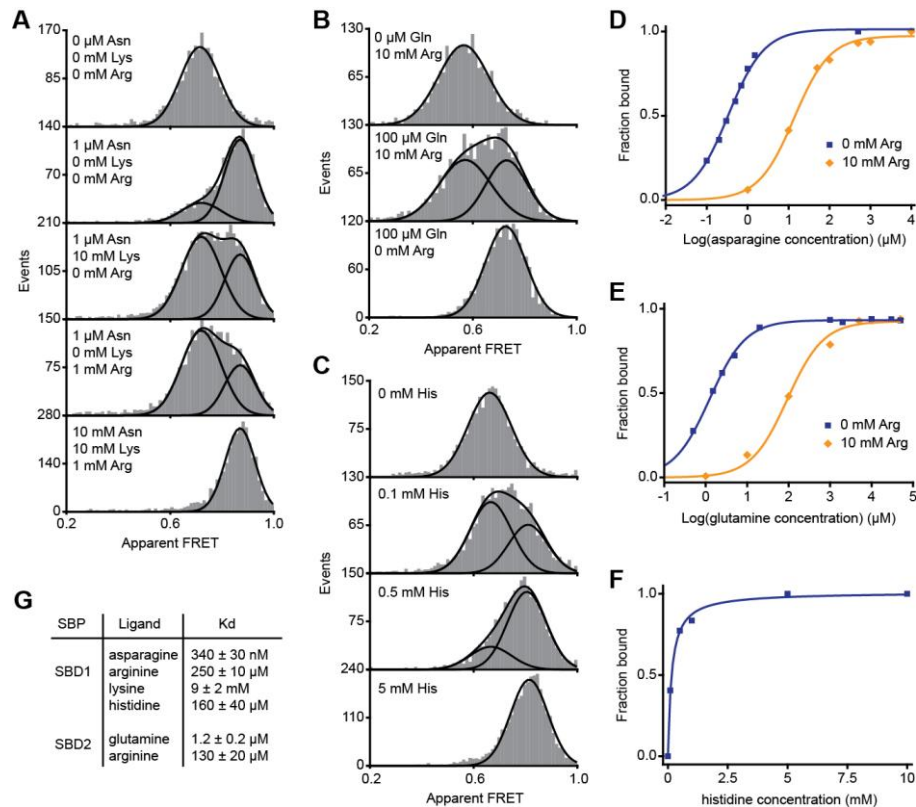 A
170
85
140
0 μM Asn
0 mM Lys
0 mM Arg
70
210
1 μM Asn
0 mM Lys
0 mM Arg
Events
105
150
1 μM Asn
10 mM Lys
0 mM Arg
75
280
1 μM Asn
0 mM Lys
1 mM Arg
140
0
10 mM Asn
10 mM Lys
1 mM Arg
0.2 0.6 1.0
Apparent FRET
B
130
65
130
0 μM Gln
10 mM Arg
Events
65
120
100 μM Gln
10 mM Arg
60
0
100 μM Gln
0 mM Arg
0.2 0.6 1.0
Apparent FRET
C
150
75
130
0 mM His
Events
65
150
0.1 mM His
75
240
0.5 mM His
110
0
5 mM His
0.2 0.6 1.0
Apparent FRET
D
Fraction bound
1.0
0.5
0.0
0 mM Arg
10 mM Arg
-2 -1 0 1 2 3 4
Log(asparagine concentration) (μM)
E
Fraction bound
1.0
0.5
0.0
0 mM Arg
10 mM Arg
-1 0 1 2 3 4 5
Log(glutamine concentration) (μM)
F
Fraction bound
1.0
0.5
0.0
0 2.5 5 7.5 10
histidine concentration (mM)
G
SBP Ligand Kd
SBD1
asparagine 340 ± 30 nM
arginine 250 ± 10 μM
lysine 9 ± 2 mM
histidine 160 ± 40 μM
SBD2
glutamine 1.2 ± 0.2 μM
arginine 130 ± 20 μM